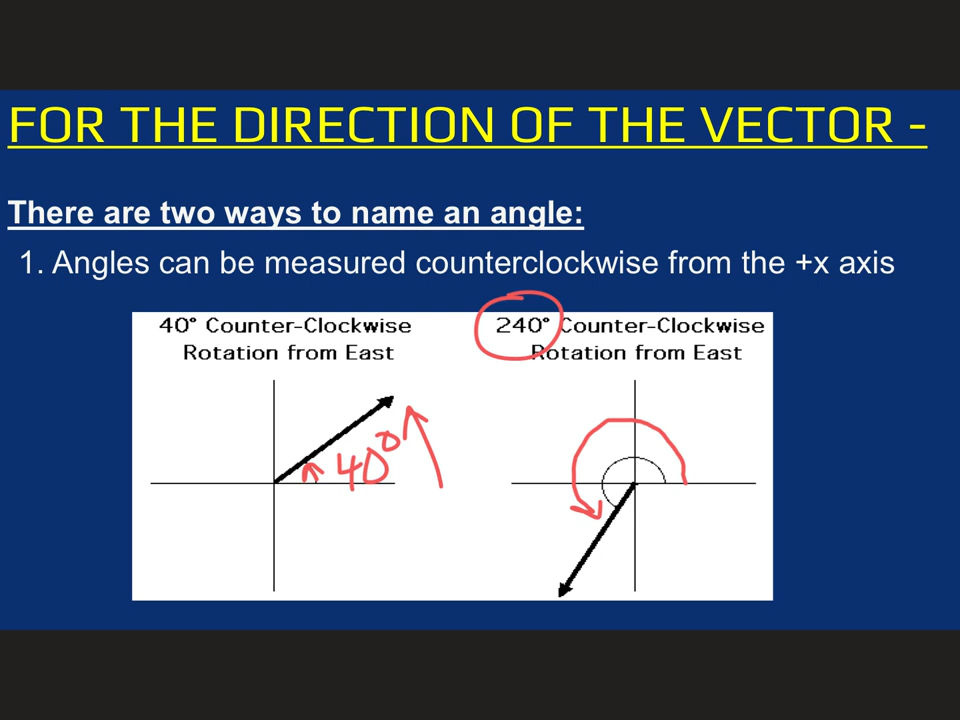 FOR THE DIRECTION OF THE VECTOR -
There are two ways to name an angle:
1. Angles can be measured counterclockwise from the +x axis
40° Counter-Clockwise
Rotation from East
240° Counter-Clockwise
Rotation from East
40°